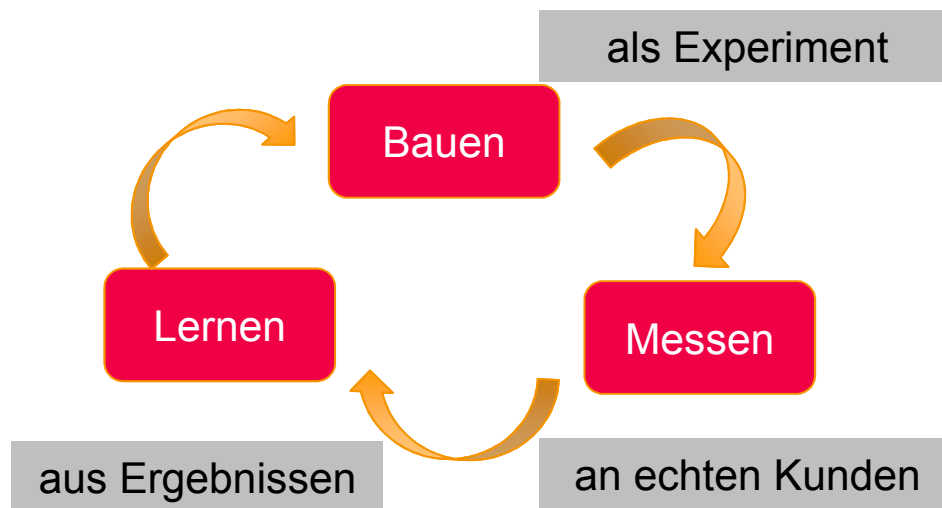 als Experiment
Bauen
Lernen
Messen
aus Ergebnissen
an echten Kunden